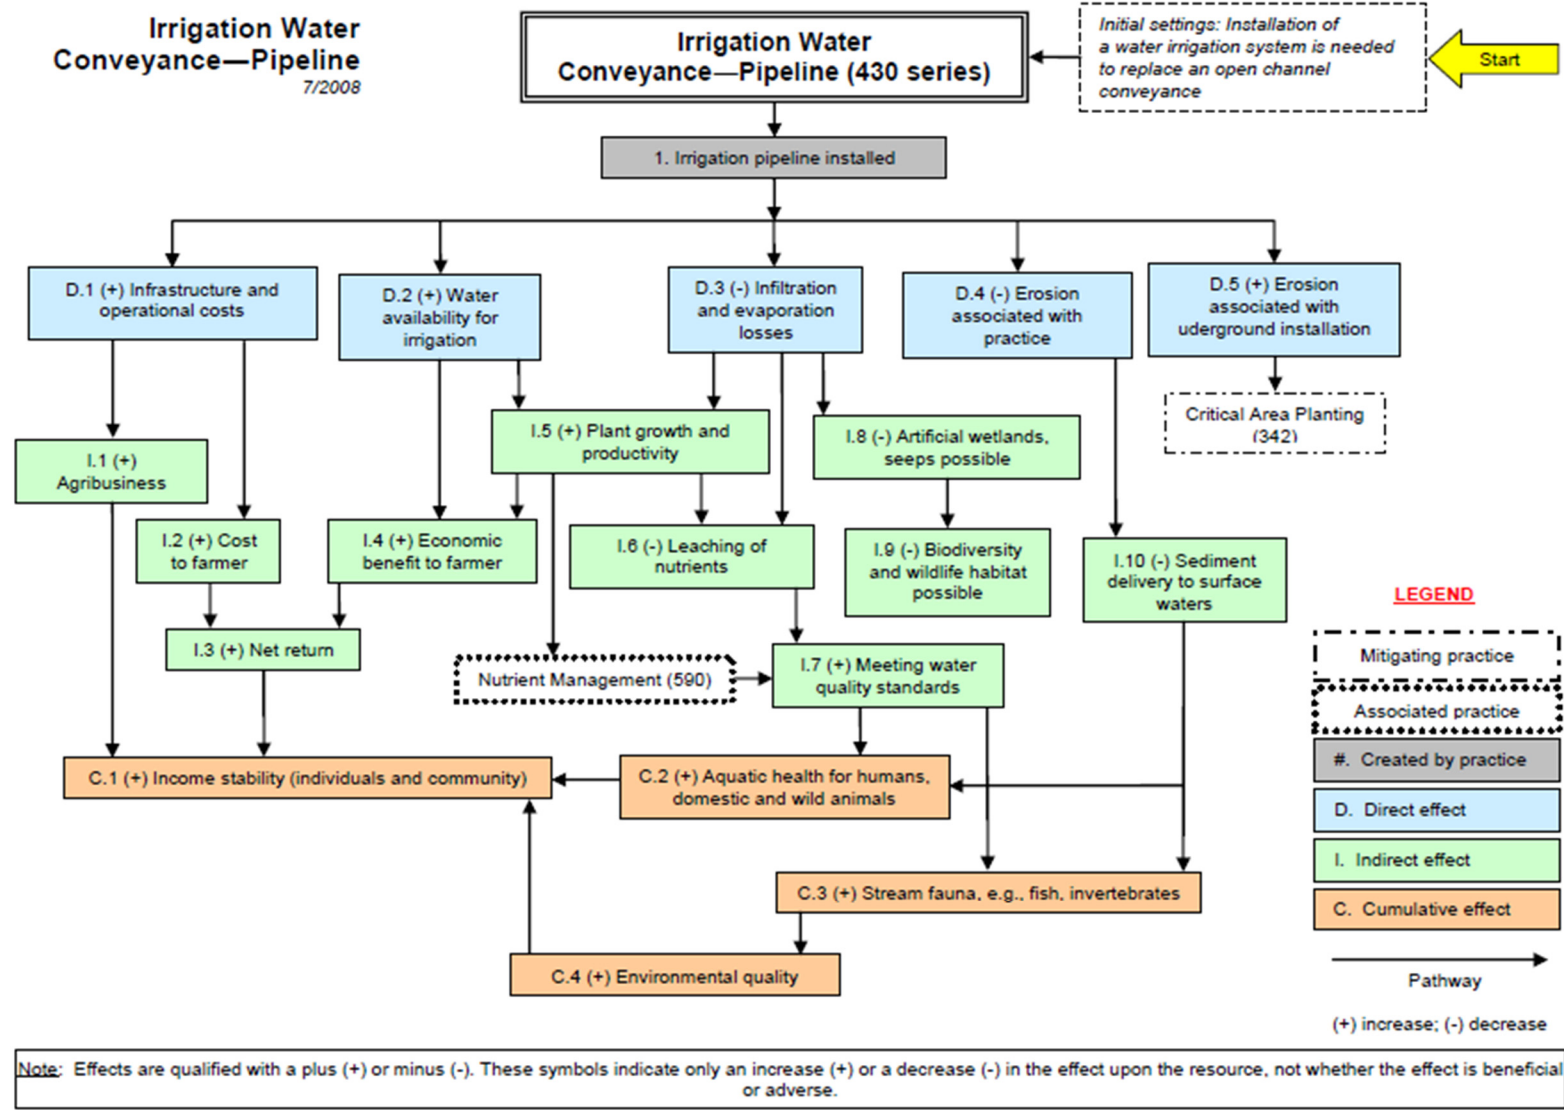 Irrigation Water
Conveyance—Pipeline
7/2008
Irrigation Water
Conveyance—Pipeline (430 series)
Initial settings: Installation of
a water irrigation system is needed
to replace an open channel
conveyance
Start
1. Irrigation pipeline installed
D.1 (+) Infrastructure and
operational costs
D.2 (+) Water
availability for
irrigation
D.3 (-) Infiltration
and evaporation
losses
D.4 (-) Erosion
associated with
practice
D.5 (+) Erosion
associated with
uderground installation
Critical Area Planting
(342)
I.1 (+)
Agribusiness
I.5 (+) Plant growth and
productivity
I.8 (-) Artificial wetlands,
seeps possible
I.2 (+) Cost
to farmer
I.4 (+) Economic
benefit to farmer
I.6 (-) Leaching of
nutrients
I.9 (-) Biodiversity
and wildlife habitat
possible
I.10 (-) Sediment
delivery to surface
waters
I.3 (+) Net return
Nutrient Management (590)
I.7 (+) Meeting water
quality standards
C.1 (+) Income stability (individuals and community)
C.2 (+) Aquatic health for humans,
domestic and wild animals
C.3 (+) Stream fauna, e.g., fish, invertebrates
C.4 (+) Environmental quality
LEGEND
Mitigating practice
Associated practice
#. Created by practice
D. Direct effect
I. Indirect effect
C. Cumulative effect
Pathway
(+) increase; (-) decrease
Note: Effects are qualified with a plus (+) or minus (-). These symbols indicate only an increase (+) or a decrease (-) in the effect upon the resource, not whether the effect is beneficial
or adverse.